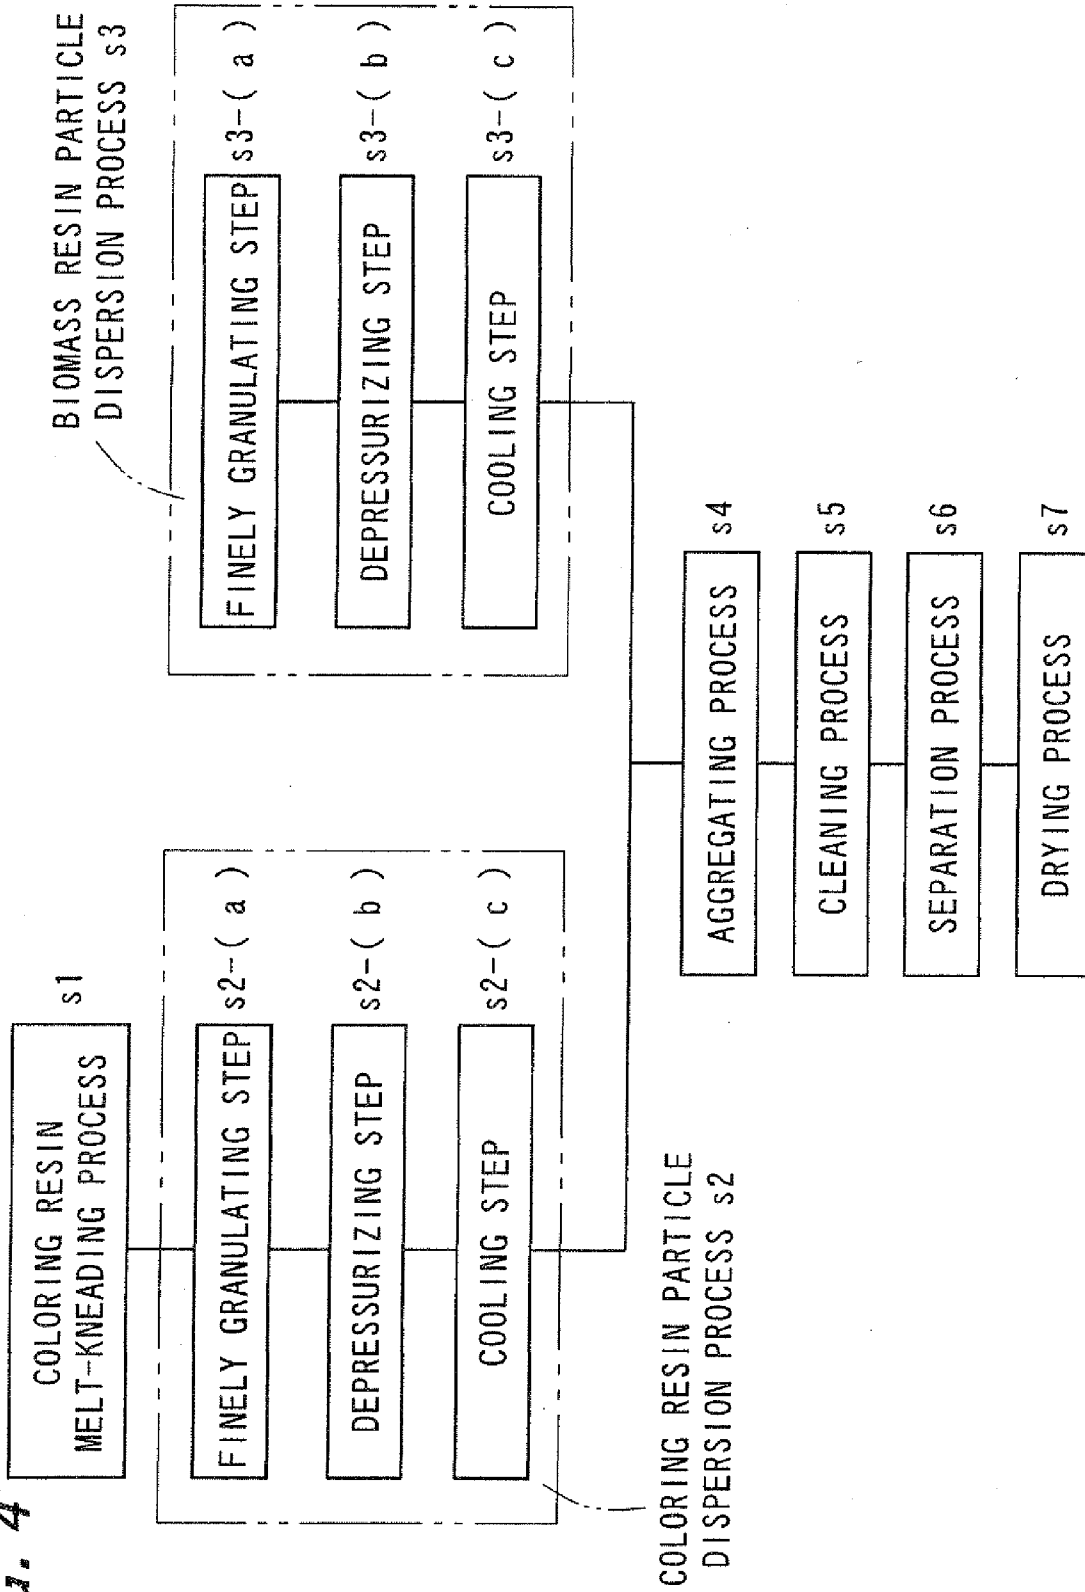 4
COLORING RESIN
MELT-KNEADING PROCESS
s1
FINELY GRANULATING STEP
s2-( a )
DEPRESSURIZING STEP
s2-( b )
COOLING STEP
s2-( c )
COLORING RESIN PARTICLE
DISPERSION PROCESS s2
BIOMASS RESIN PARTICLE
DISPERSION PROCESS s3
FINELY GRANULATING STEP
s3-( a )
DEPRESSURIZING STEP
s3-( b )
COOLING STEP
s3-( c )
AGGREGATING PROCESS
s4
CLEANING PROCESS
s5
SEPARATION PROCESS
s6
DRYING PROCESS
s7